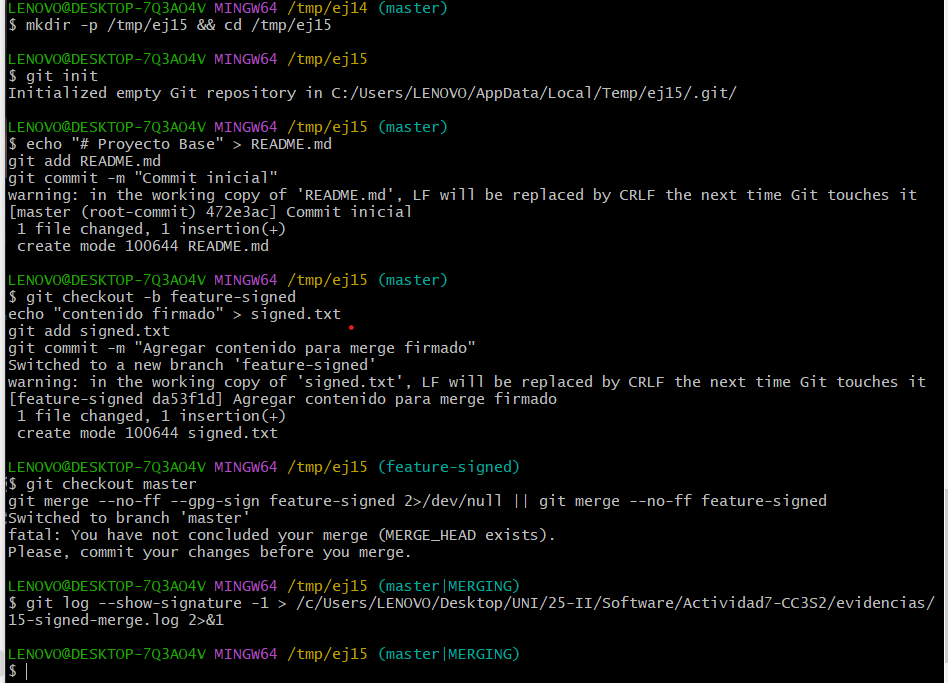 LENOVO@DESKTOP-7Q3AO4V MINGW64 /tmp/ej14 (master)
$ mkdir -p /tmp/ej15 && cd /tmp/ej15
LENOVO@DESKTOP-7Q3AO4V MINGW64 /tmp/ej15
$ git init
Initialized empty Git repository in C:/Users/LENOVO/AppData/Local/Temp/ej15/.git/
LENOVO@DESKTOP-7Q3AO4V MINGW64 /tmp/ej15 (master)
$ echo "# Proyecto Base" > README.md
git add README.md
git commit -m "Commit inicial"
warning: in the working copy of 'README.md', LF will be replaced by CRLF the next time Git touches it
[master (root-commit) 472e3ac] Commit inicial
 1 file changed, 1 insertion(+)
 create mode 100644 README.md
LENOVO@DESKTOP-7Q3AO4V MINGW64 /tmp/ej15 (master)
$ git checkout -b feature-signed
echo "contenido firmado" > signed.txt
git add signed.txt
git commit -m "Agregar contenido para merge firmado"
Switched to a new branch 'feature-signed'
warning: in the working copy of 'signed.txt', LF will be replaced by CRLF the next time Git touches it
[feature-signed da53f1d] Agregar contenido para merge firmado
 1 file changed, 1 insertion(+)
 create mode 100644 signed.txt
LENOVO@DESKTOP-7Q3AO4V MINGW64 /tmp/ej15 (feature-signed)
$ git checkout master
git merge --no-ff --gpg-sign feature-signed 2>/dev/null || git merge --no-ff feature-signed
Switched to branch 'master'
fatal: You have not concluded your merge (MERGE_HEAD exists).
Please, commit your changes before you merge.
LENOVO@DESKTOP-7Q3AO4V MINGW64 /tmp/ej15 (master|MERGING)
$ git log --show-signature -1 > /c/Users/LENOVO/Desktop/UNI/25-II/Software/Actividad7-CC3S2/evidencias/
15-signed-merge.log 2>&1
LENOVO@DESKTOP-7Q3AO4V MINGW64 /tmp/ej15 (master|MERGING)
$